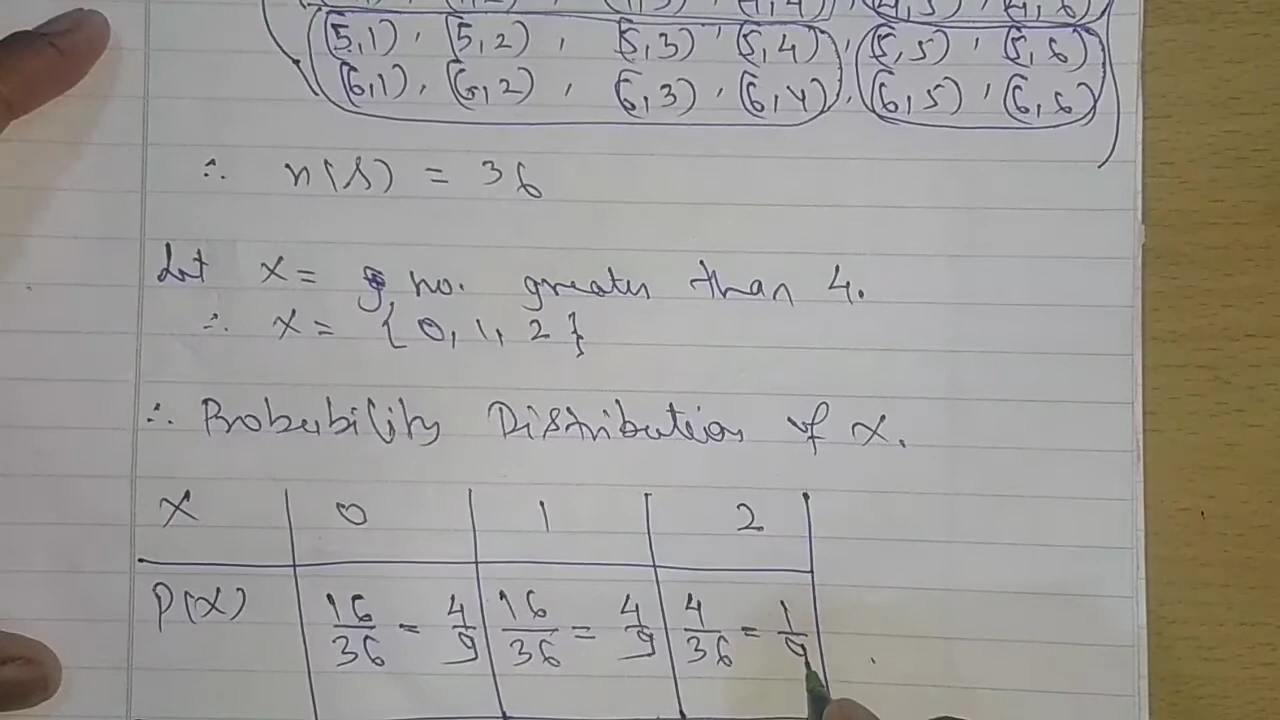 (5,1), (5,2), (5,3), (5,4), (5,5), (5,6)
(6,1), (6,2), (6,3), (6,4), (6,5), (6,6)
∴ n(S) = 36
Let X = no. greater than 4.
∴ X = {0, 1, 2}
∴ Probability Distribution of X.
X 0 1 2
P(X) 16/36 = 4/9 16/36 = 4/9 4/36 = 1/9